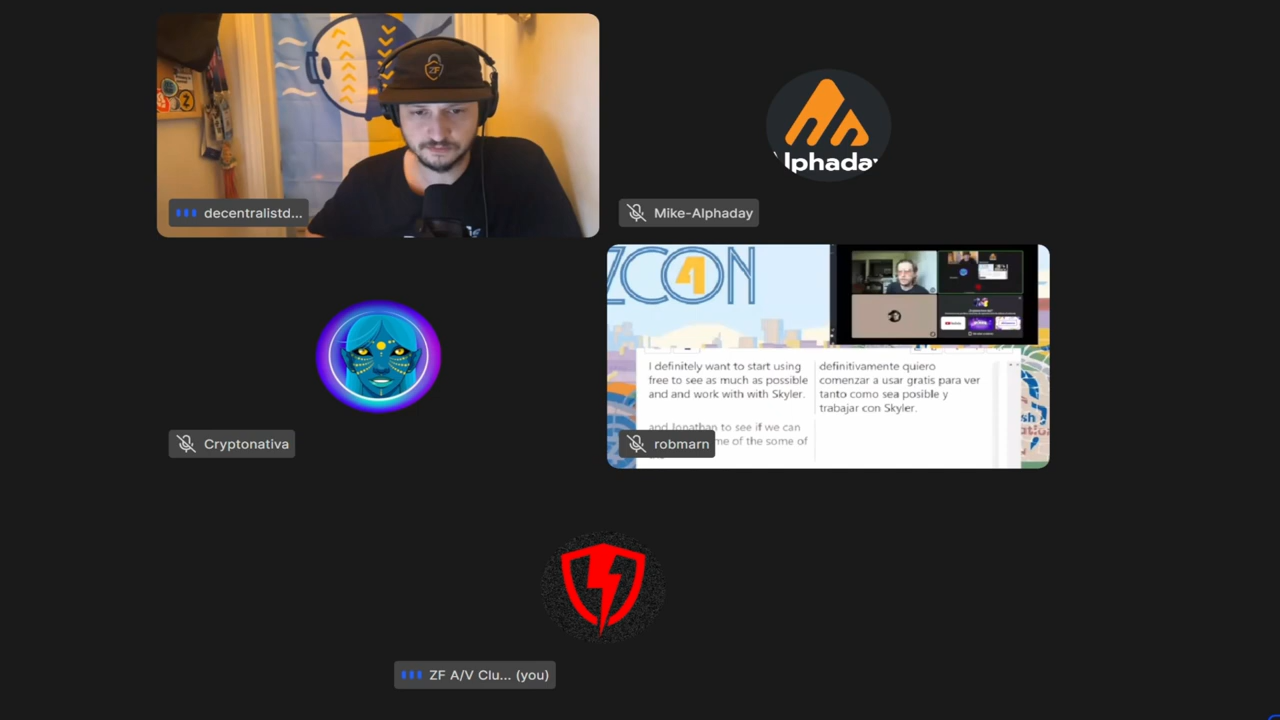 ZF
decentralistd...
lphaday
Mike-Alphaday
Cryptonativa
ZCON
4
I definitely want to start using
free to see as much as possible
and and work with with Skyler.
and Jonathan to see if we can
me of the some of
definitivamente quiero
comenzar a usar gratis para ver
tanto como sea posible y
trabajar con Skyler.
robmarn
ZF A/V Clu... (you)